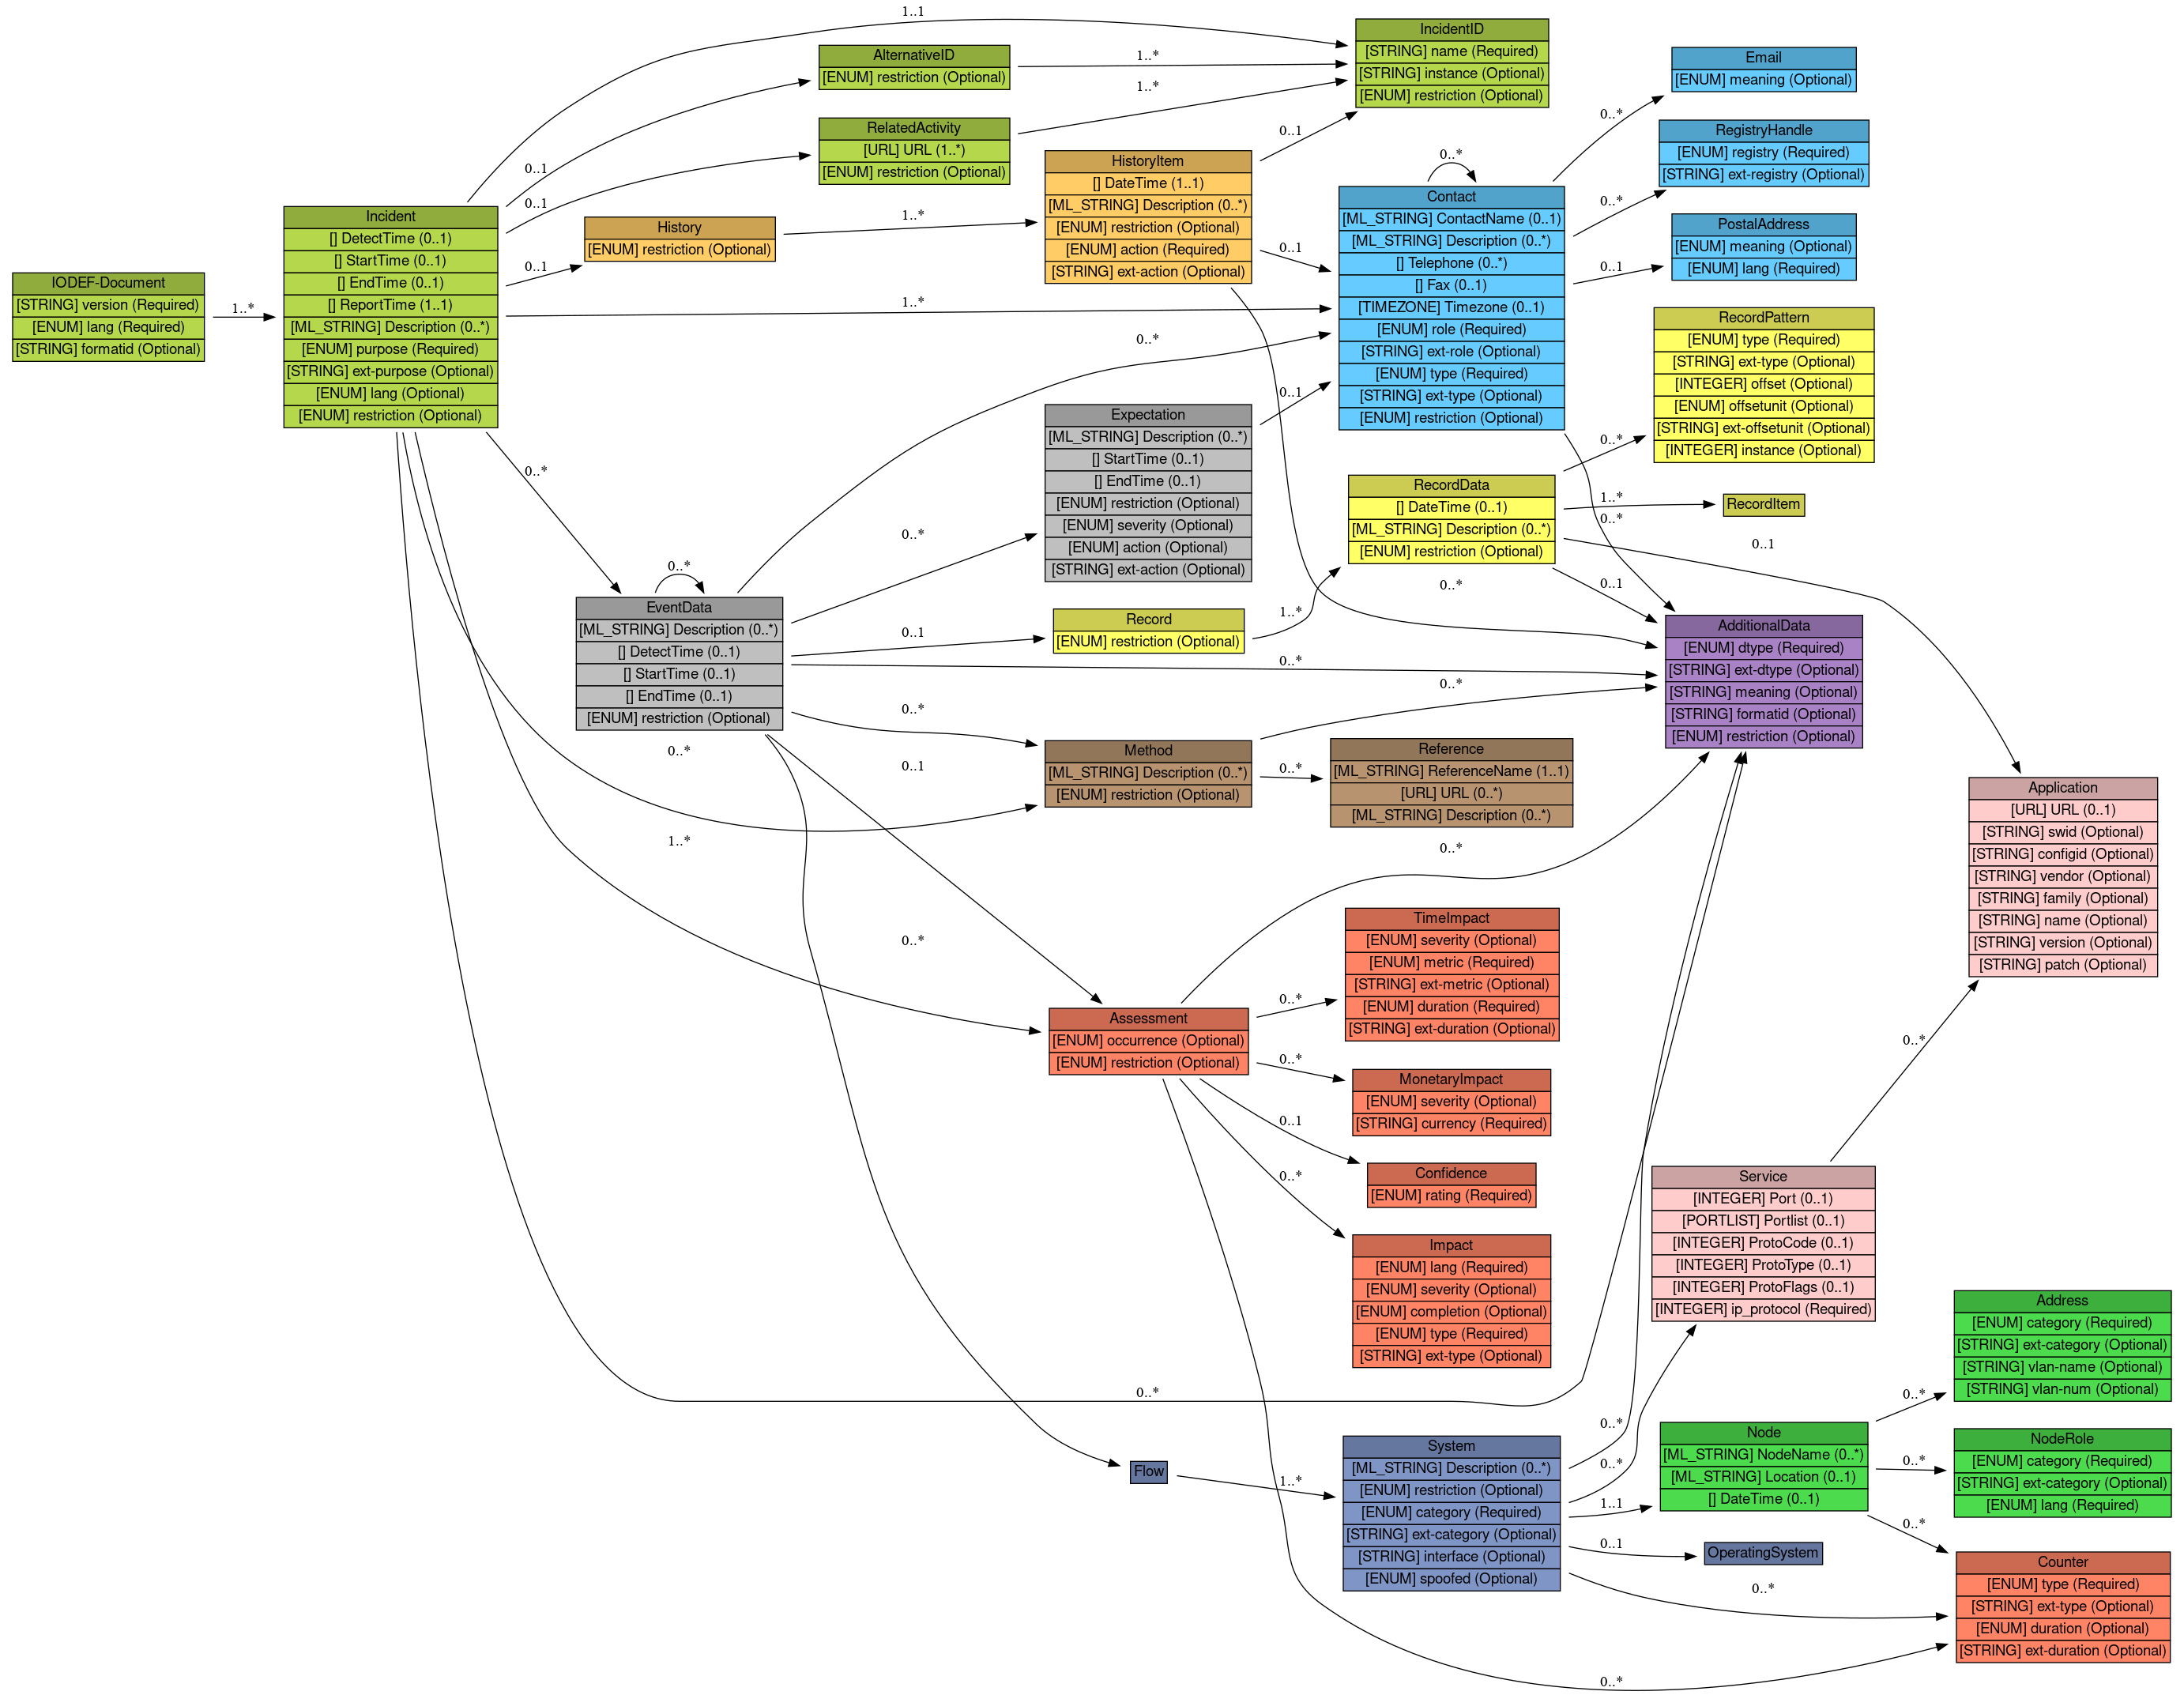 IODEF-Document
[STRING] version (Required)
[ENUM] lang (Required)
[STRING] formatid (Optional)
1..*
Incident
[] DetectTime (0..1)
[] StartTime (0..1)
[] EndTime (0..1)
[] ReportTime (1..1)
[ML_STRING] Description (0..*)
[ENUM] purpose (Required)
[STRING] ext-purpose (Optional)
[ENUM] lang (Optional)
[ENUM] restriction (Optional)
1..1
0..1
0..1
0..1
1..*
0..*
0..*
1..*
0..*
AlternativeID
[ENUM] restriction (Optional)
1..*
RelatedActivity
[URL] URL (1..*)
[ENUM] restriction (Optional)
1..*
History
[ENUM] restriction (Optional)
1..*
HistoryItem
[] DateTime (1..1)
[ML_STRING] Description (0..*)
[ENUM] restriction (Optional)
[ENUM] action (Required)
[STRING] ext-action (Optional)
0..1
0..1
0..*
IncidentID
[STRING] name (Required)
[STRING] instance (Optional)
[ENUM] restriction (Optional)
0..*
Contact
[ML_STRING] ContactName (0..1)
[ML_STRING] Description (0..*)
[] Telephone (0..*)
[] Fax (0..1)
[TIMEZONE] Timezone (0..1)
[ENUM] role (Required)
[STRING] ext-role (Optional)
[ENUM] type (Required)
[STRING] ext-type (Optional)
[ENUM] restriction (Optional)
0..*
0..*
0..1
0..*
Email
[ENUM] meaning (Optional)
RegistryHandle
[ENUM] registry (Required)
[STRING] ext-registry (Optional)
PostalAddress
[ENUM] meaning (Optional)
[ENUM] lang (Required)
0..*
EventData
[ML_STRING] Description (0..*)
[] DetectTime (0..1)
[] StartTime (0..1)
[] EndTime (0..1)
[ENUM] restriction (Optional)
0..*
0..*
0..1
0..*
0..*
0..1
0..*
Expectation
[ML_STRING] Description (0..*)
[] StartTime (0..1)
[] EndTime (0..1)
[ENUM] restriction (Optional)
[ENUM] severity (Optional)
[ENUM] action (Optional)
[STRING] ext-action (Optional)
0..1
Record
[ENUM] restriction (Optional)
1..*
RecordData
[] DateTime (0..1)
[ML_STRING] Description (0..*)
[ENUM] restriction (Optional)
0..*
1..*
0..1
0..1
RecordPattern
[ENUM] type (Required)
[STRING] ext-type (Optional)
[INTEGER] offset (Optional)
[ENUM] offsetunit (Optional)
[STRING] ext-offsetunit (Optional)
[INTEGER] instance (Optional)
RecordItem
AdditionalData
[ENUM] dtype (Required)
[STRING] ext-dtype (Optional)
[STRING] meaning (Optional)
[STRING] formatid (Optional)
[ENUM] restriction (Optional)
Method
[ML_STRING] Description (0..*)
[ENUM] restriction (Optional)
0..*
0..*
Reference
[ML_STRING] ReferenceName (1..1)
[URL] URL (0..*)
[ML_STRING] Description (0..*)
Application
[URL] URL (0..1)
[STRING] swid (Optional)
[STRING] configid (Optional)
[STRING] vendor (Optional)
[STRING] family (Optional)
[STRING] name (Optional)
[STRING] version (Optional)
[STRING] patch (Optional)
Assessment
[ENUM] occurrence (Optional)
[ENUM] restriction (Optional)
0..*
0..*
0..*
0..1
0..*
0..*
TimeImpact
[ENUM] severity (Optional)
[ENUM] metric (Required)
[STRING] ext-metric (Optional)
[ENUM] duration (Required)
[STRING] ext-duration (Optional)
MonetaryImpact
[ENUM] severity (Optional)
[STRING] currency (Required)
Confidence
[ENUM] rating (Required)
Impact
[ENUM] lang (Required)
[ENUM] severity (Optional)
[ENUM] completion (Optional)
[ENUM] type (Required)
[STRING] ext-type (Optional)
Flow
1..*
System
[ML_STRING] Description (0..*)
[ENUM] restriction (Optional)
[ENUM] category (Required)
[STRING] ext-category (Optional)
[STRING] interface (Optional)
[ENUM] spoofed (Optional)
0..*
0..*
1..1
0..1
0..*
Service
[INTEGER] Port (0..1)
[PORTLIST] Portlist (0..1)
[INTEGER] ProtoCode (0..1)
[INTEGER] ProtoType (0..1)
[INTEGER] ProtoFlags (0..1)
[INTEGER] ip_protocol (Required)
0..*
Node
[ML_STRING] NodeName (0..*)
[ML_STRING] Location (0..1)
[] DateTime (0..1)
0..*
0..*
0..*
OperatingSystem
Address
[ENUM] category (Required)
[STRING] ext-category (Optional)
[STRING] vlan-name (Optional)
[STRING] vlan-num (Optional)
NodeRole
[ENUM] category (Required)
[STRING] ext-category (Optional)
[ENUM] lang (Required)
Counter
[ENUM] type (Required)
[STRING] ext-type (Optional)
[ENUM] duration (Optional)
[STRING] ext-duration (Optional)